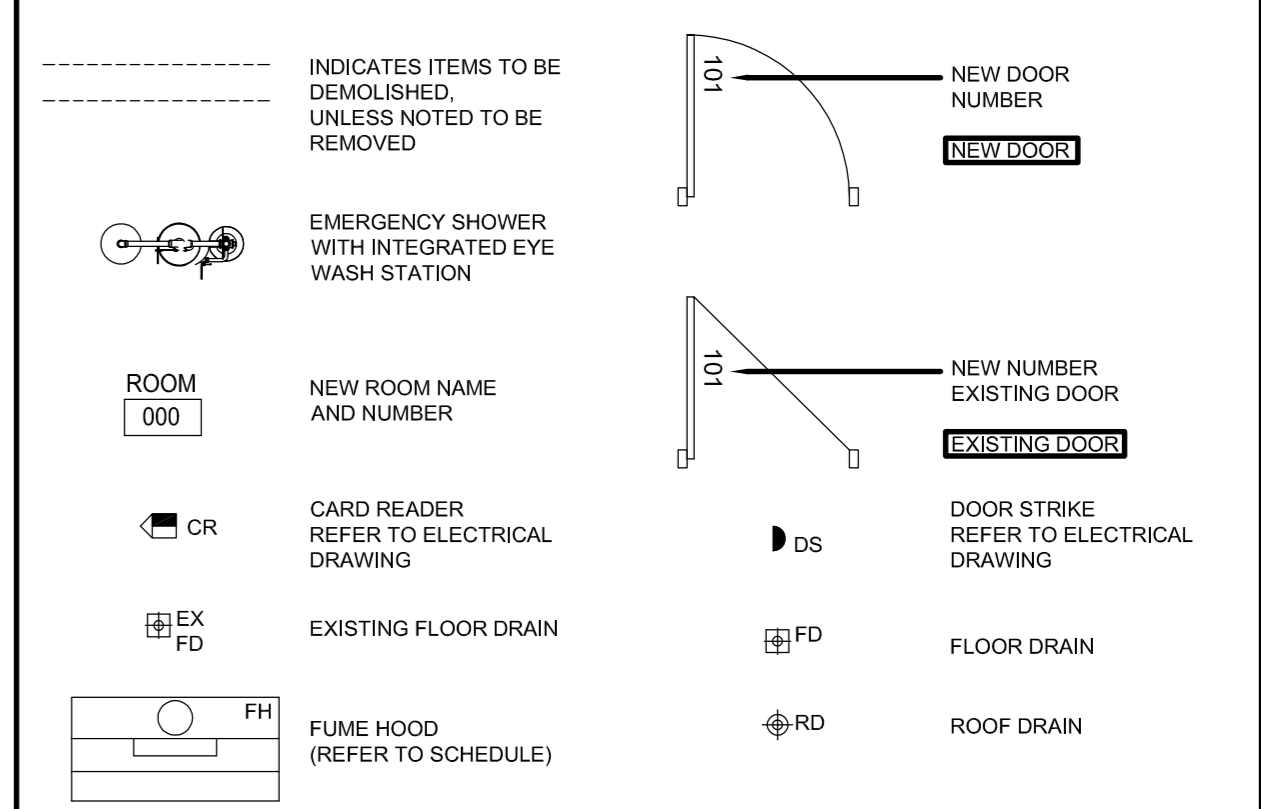 INDICATES ITEMS TO BE
DEMOLISHED,
UNLESS NOTED TO BE
REMOVED
EMERGENCY SHOWER
WITH INTEGRATED EYE
WASH STATION
ROOM
000
NEW ROOM NAME
AND NUMBER
CR
CARD READER
REFER TO ELECTRICAL
DRAWING
EX
FD
EXISTING FLOOR DRAIN
FH
FUME HOOD
(REFER TO SCHEDULE)
101
NEW DOOR
NUMBER
NEW DOOR
101
NEW NUMBER
EXISTING DOOR
EXISTING DOOR
DS
DOOR STRIKE
REFER TO ELECTRICAL
DRAWING
FD
FLOOR DRAIN
RD
ROOF DRAIN